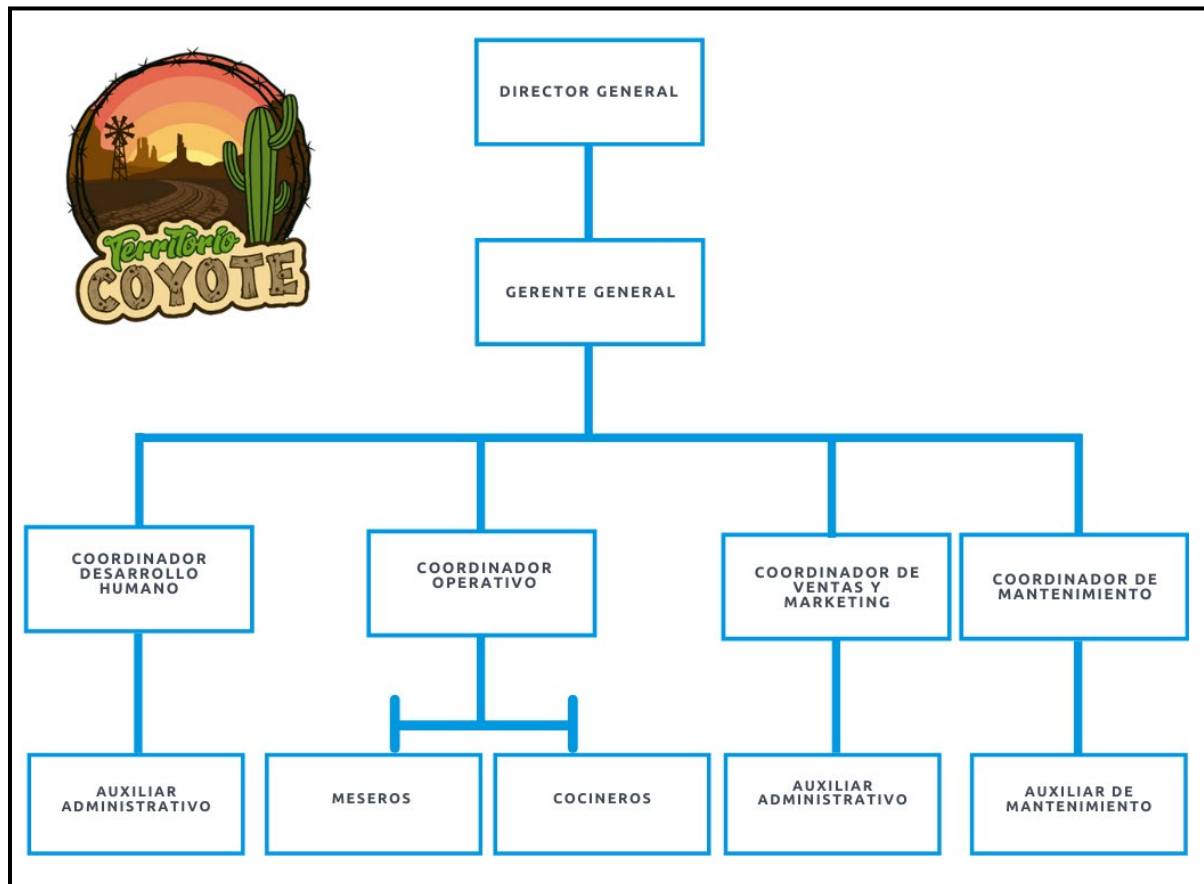 Territorio
COYOTE
DIRECTOR GENERAL
GERENTE GENERAL
COORDINADOR
DESARROLLO
HUMANO
COORDINADOR
OPERATIVO
COORDINADOR DE
VENTAS Y
MARKETING
COORDINADOR DE
MANTENIMIENTO
AUXILIAR
ADMINISTRATIVO
MESEROS
COCINEROS
AUXILIAR
ADMINISTRATIVO
AUXILIAR DE
MANTENIMIENTO